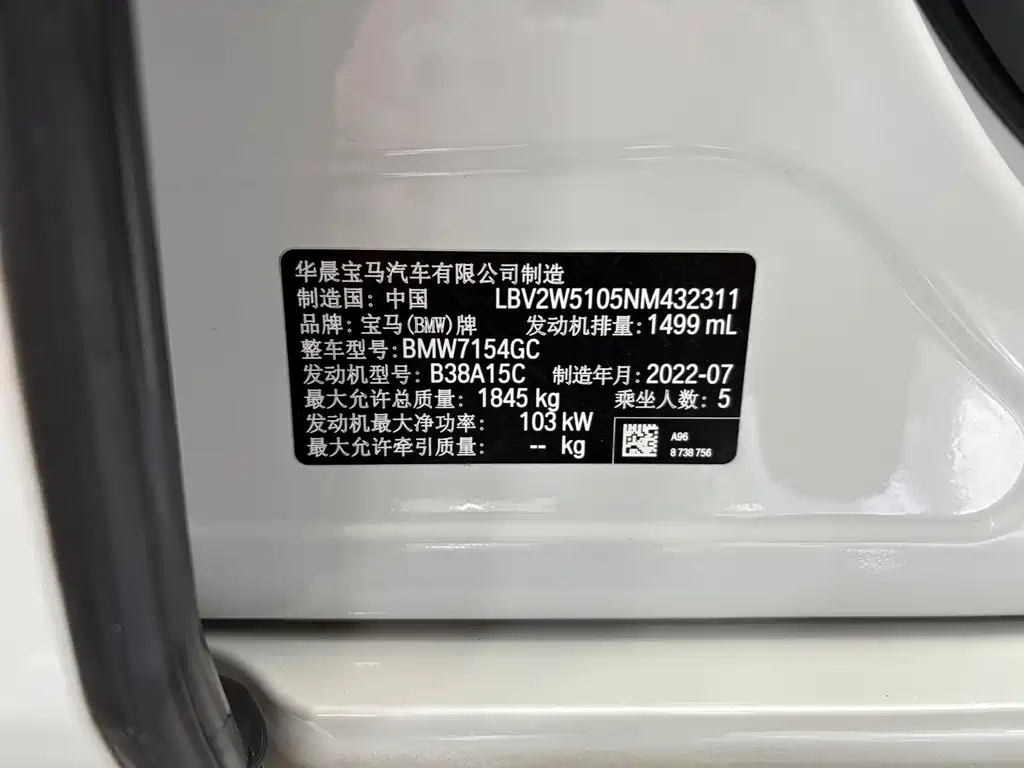 华晨宝马汽车有限公司制造
制造国: 中国 LBV2W5105NM432311
品牌: 宝马(BMW)牌 发动机排量: 1499 mL
整车型号: BMW7154GC
发动机型号: B38A15C 制造年月: 2022-07
最大允许总质量: 1845 kg 乘坐人数: 5
发动机最大净功率: 103 kW
最大允许牵引质量: -- kg
A96
8 738 756